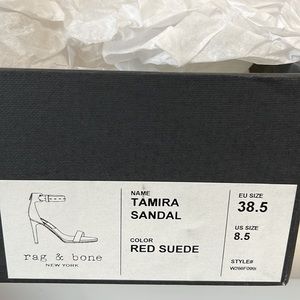 rag & bone
NEW YORK
NAME
TAMIRA
SANDAL
COLOR
RED SUEDE
EU SIZE
38.5
US SIZE
8.5
STYLE#